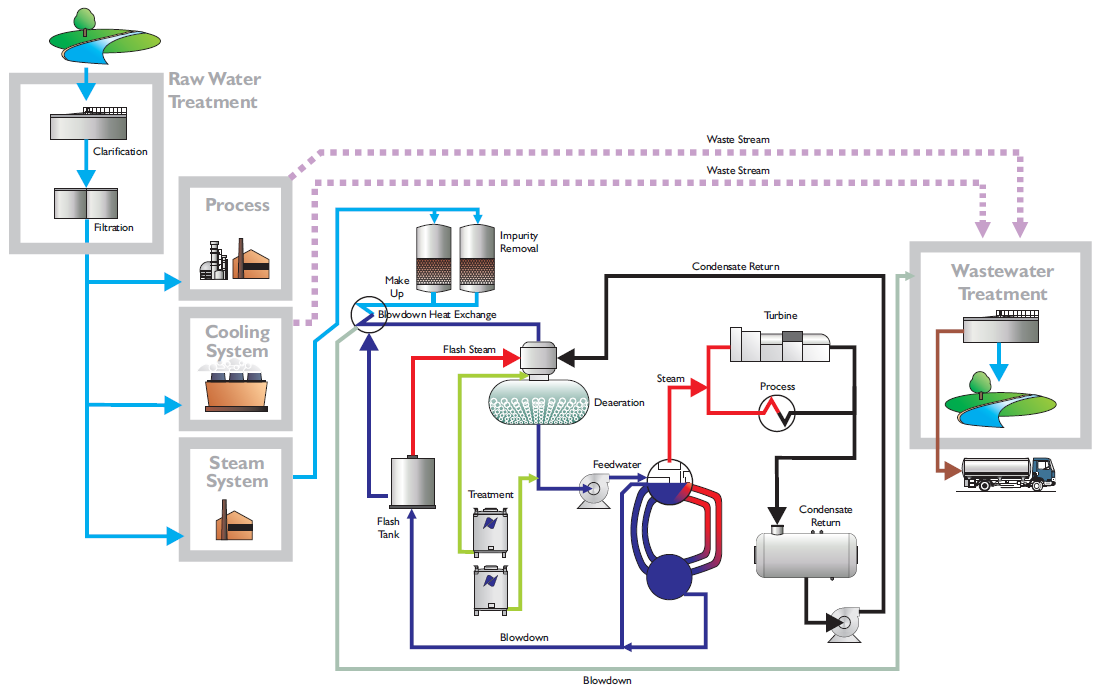 Raw Water
Treatment
Clarification
Filtration
Process
Cooling
System
Steam
System
Waste Stream
Waste Stream
Impurity
Removal
Make
Up
Blowdown Heat Exchange
Condensate Return
Flash Steam
Deaeration
Turbine
Steam
Process
Feedwater
Flash
Tank
Treatment
Condensate
Return
Blowdown
Blowdown
Wastewater
Treatment